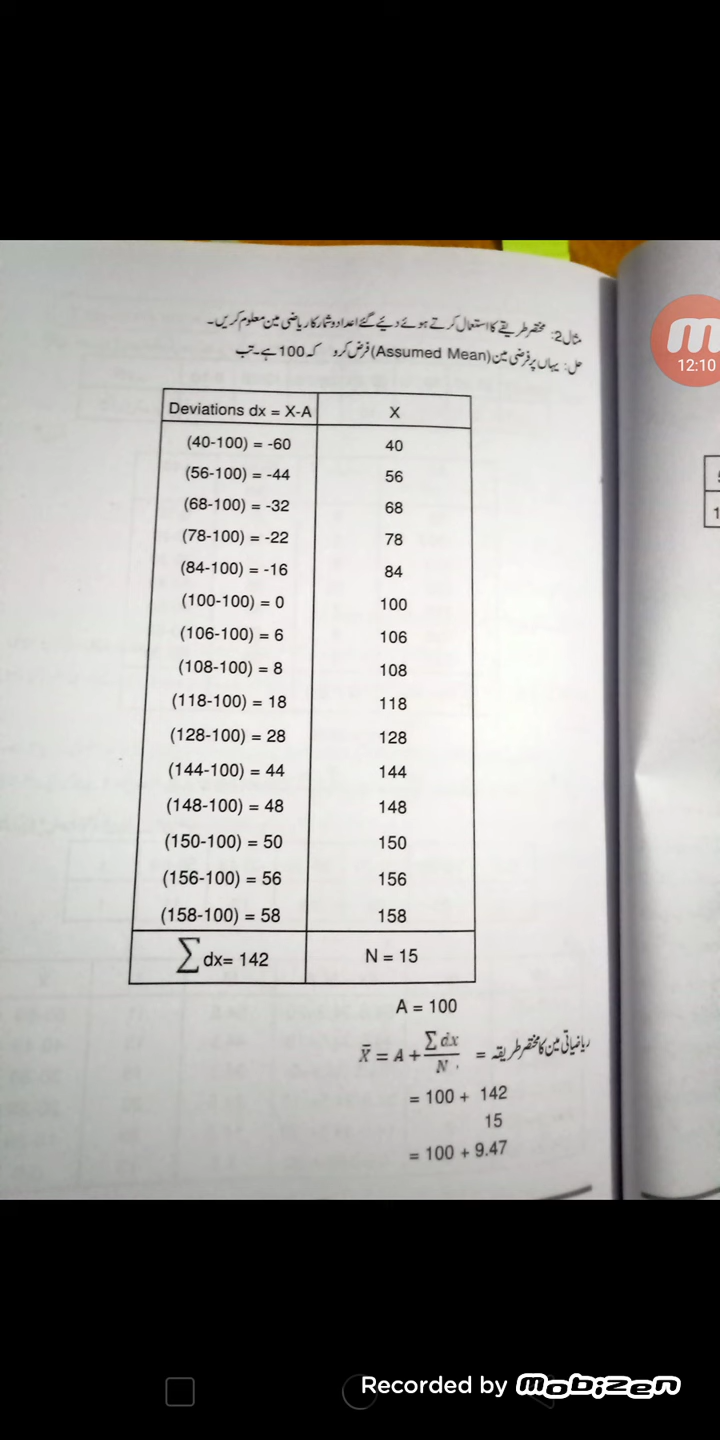 مثال2: مختصر طریقے کا استعمال کرتے ہوئے دیئے گئے اعداد و شمار کا ریاضی مین معلوم کریں۔
حل: یہاں پر فرضی مین (Assumed Mean) فرض کرو کہ 100 ہے۔ تب
Deviations dx = X-A X
(40-100) = -60 40
(56-100) = -44 56
(68-100) = -32 68
(78-100) = -22 78
(84-100) = -16 84
(100-100) = 0 100
(106-100) = 6 106
(108-100) = 8 108
(118-100) = 18 118
(128-100) = 28 128
(144-100) = 44 144
(148-100) = 48 148
(150-100) = 50 150
(156-100) = 56 156
(158-100) = 58 158
∑ dx= 142 N = 15
A = 100
ریاضیاتی مین کا مختصر طریقہ = X̄ = A + ∑dx / N
= 100 + 142
15
= 100 + 9.47
12:10
Recorded by mobizen